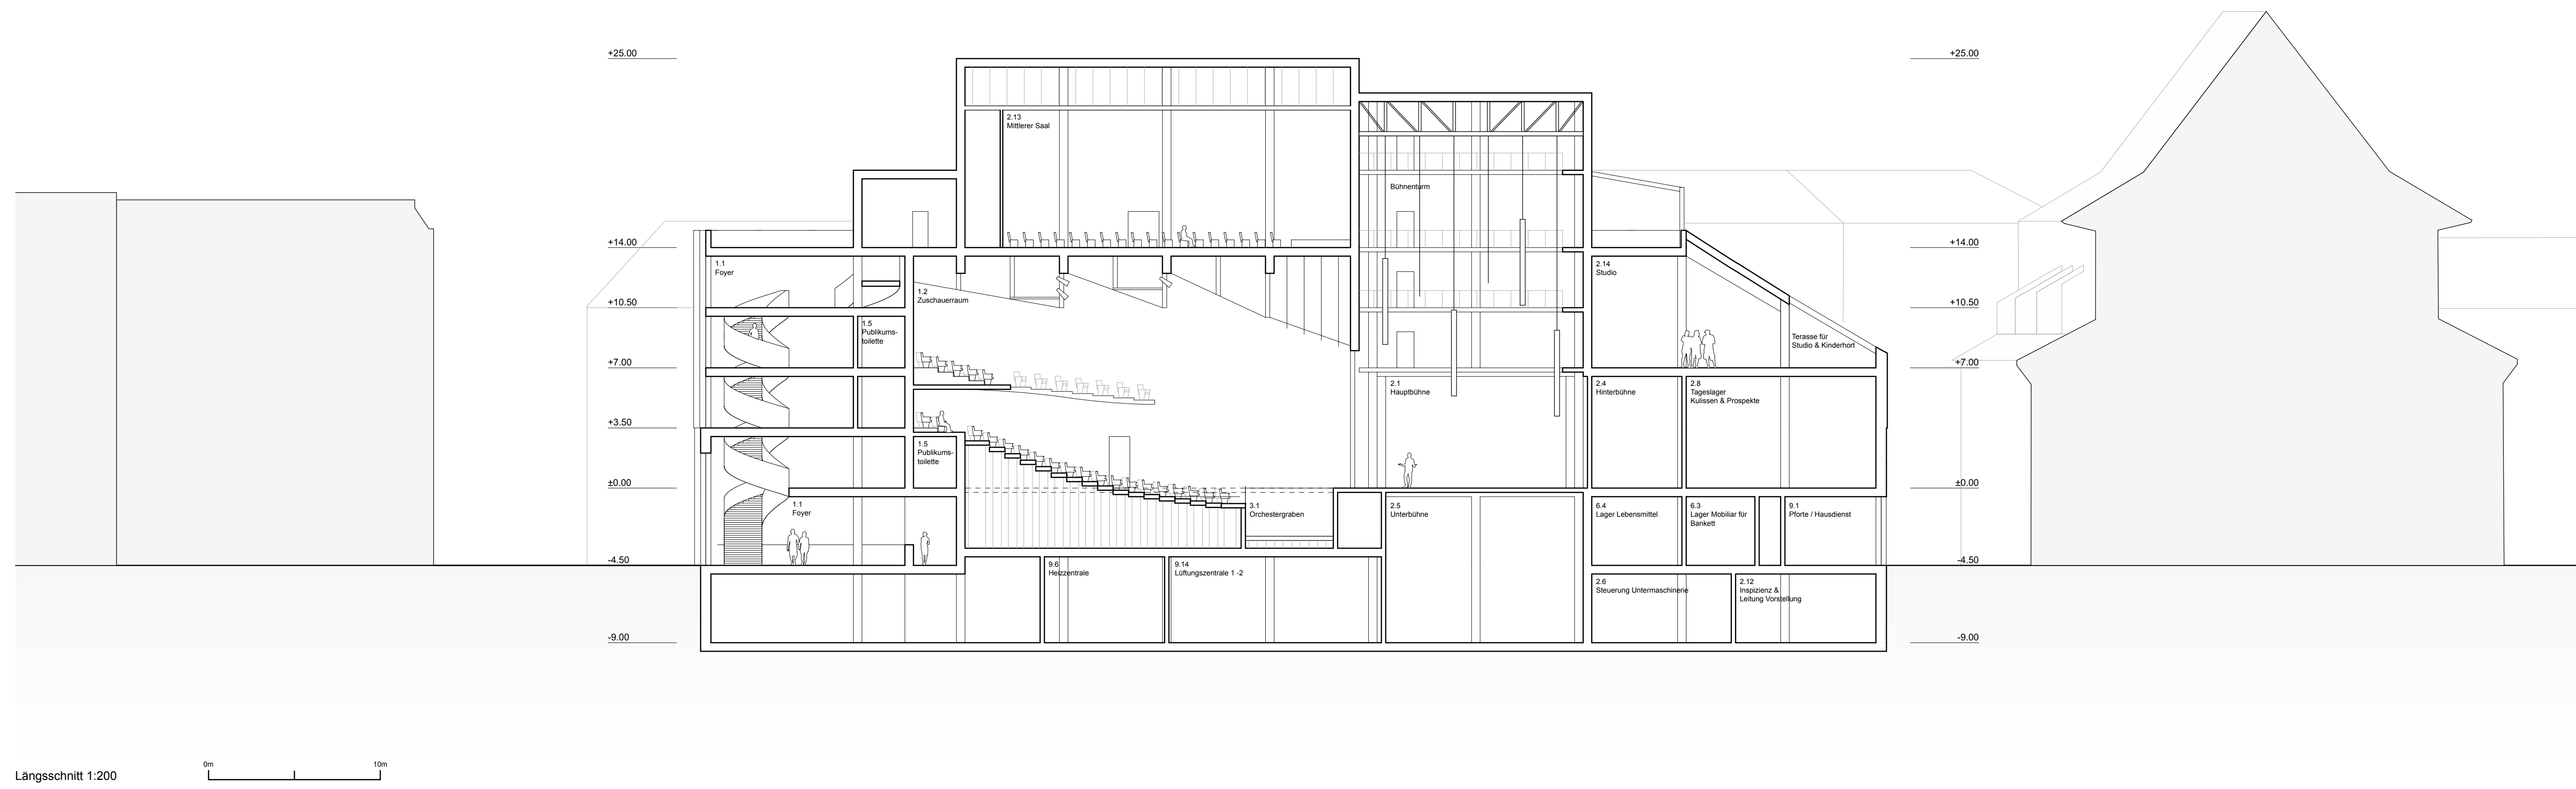 +25.00
+25.00
2.13
Mittlerer Saal
Bühnenturm
+14.00
+14.00
1.1
Foyer
1.2
Zuschauerraum
2.14
Studio
+10.50
+10.50
1.5
Publikums-
toilette
Terasse für
Studio & Kinderhort
+7.00
+7.00
2.1
Hauptbühne
2.4
Hinterbühne
2.8
Tageslager
Kulissen & Prospekte
+3.50
1.5
Publikums-
toilette
±0.00
±0.00
1.1
Foyer
3.1
Orchestergraben
2.5
Unterbühne
6.4
Lager Lebensmittel
6.3
Lager Mobiliar für
Bankett
9.1
Pforte / Hausdienst
-4.50
-4.50
9.6
Heizzentrale
9.14
Lüftungszentrale 1 -2
2.6
Steuerung Untermaschinerie
2.12
Inspizienz &
Leitung Vorstellung
-9.00
-9.00
Längsschnitt 1:200
0m
10m